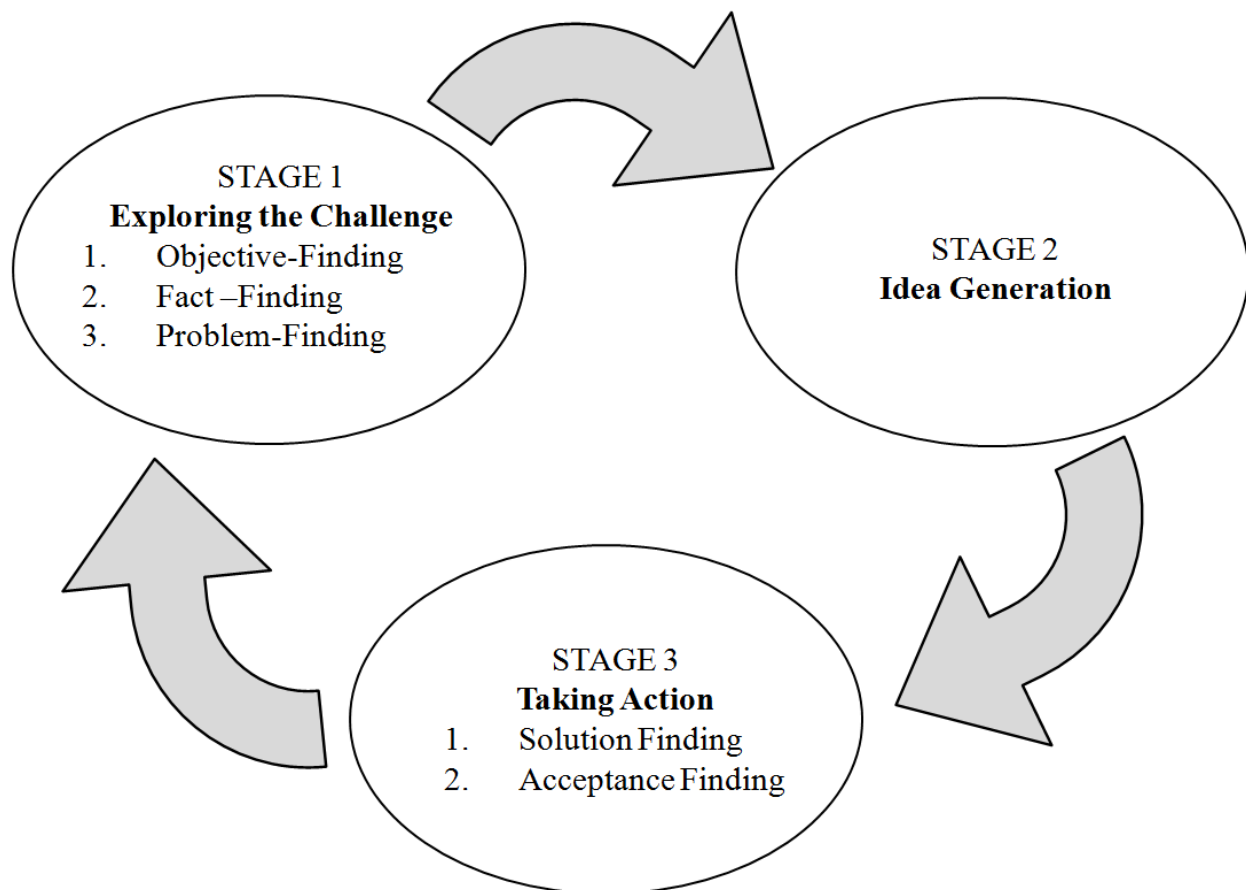 STAGE 1
Exploring the Challenge
1. Objective-Finding
2. Fact –Finding
3. Problem-Finding
STAGE 2
Idea Generation
STAGE 3
Taking Action
1. Solution Finding
2. Acceptance Finding